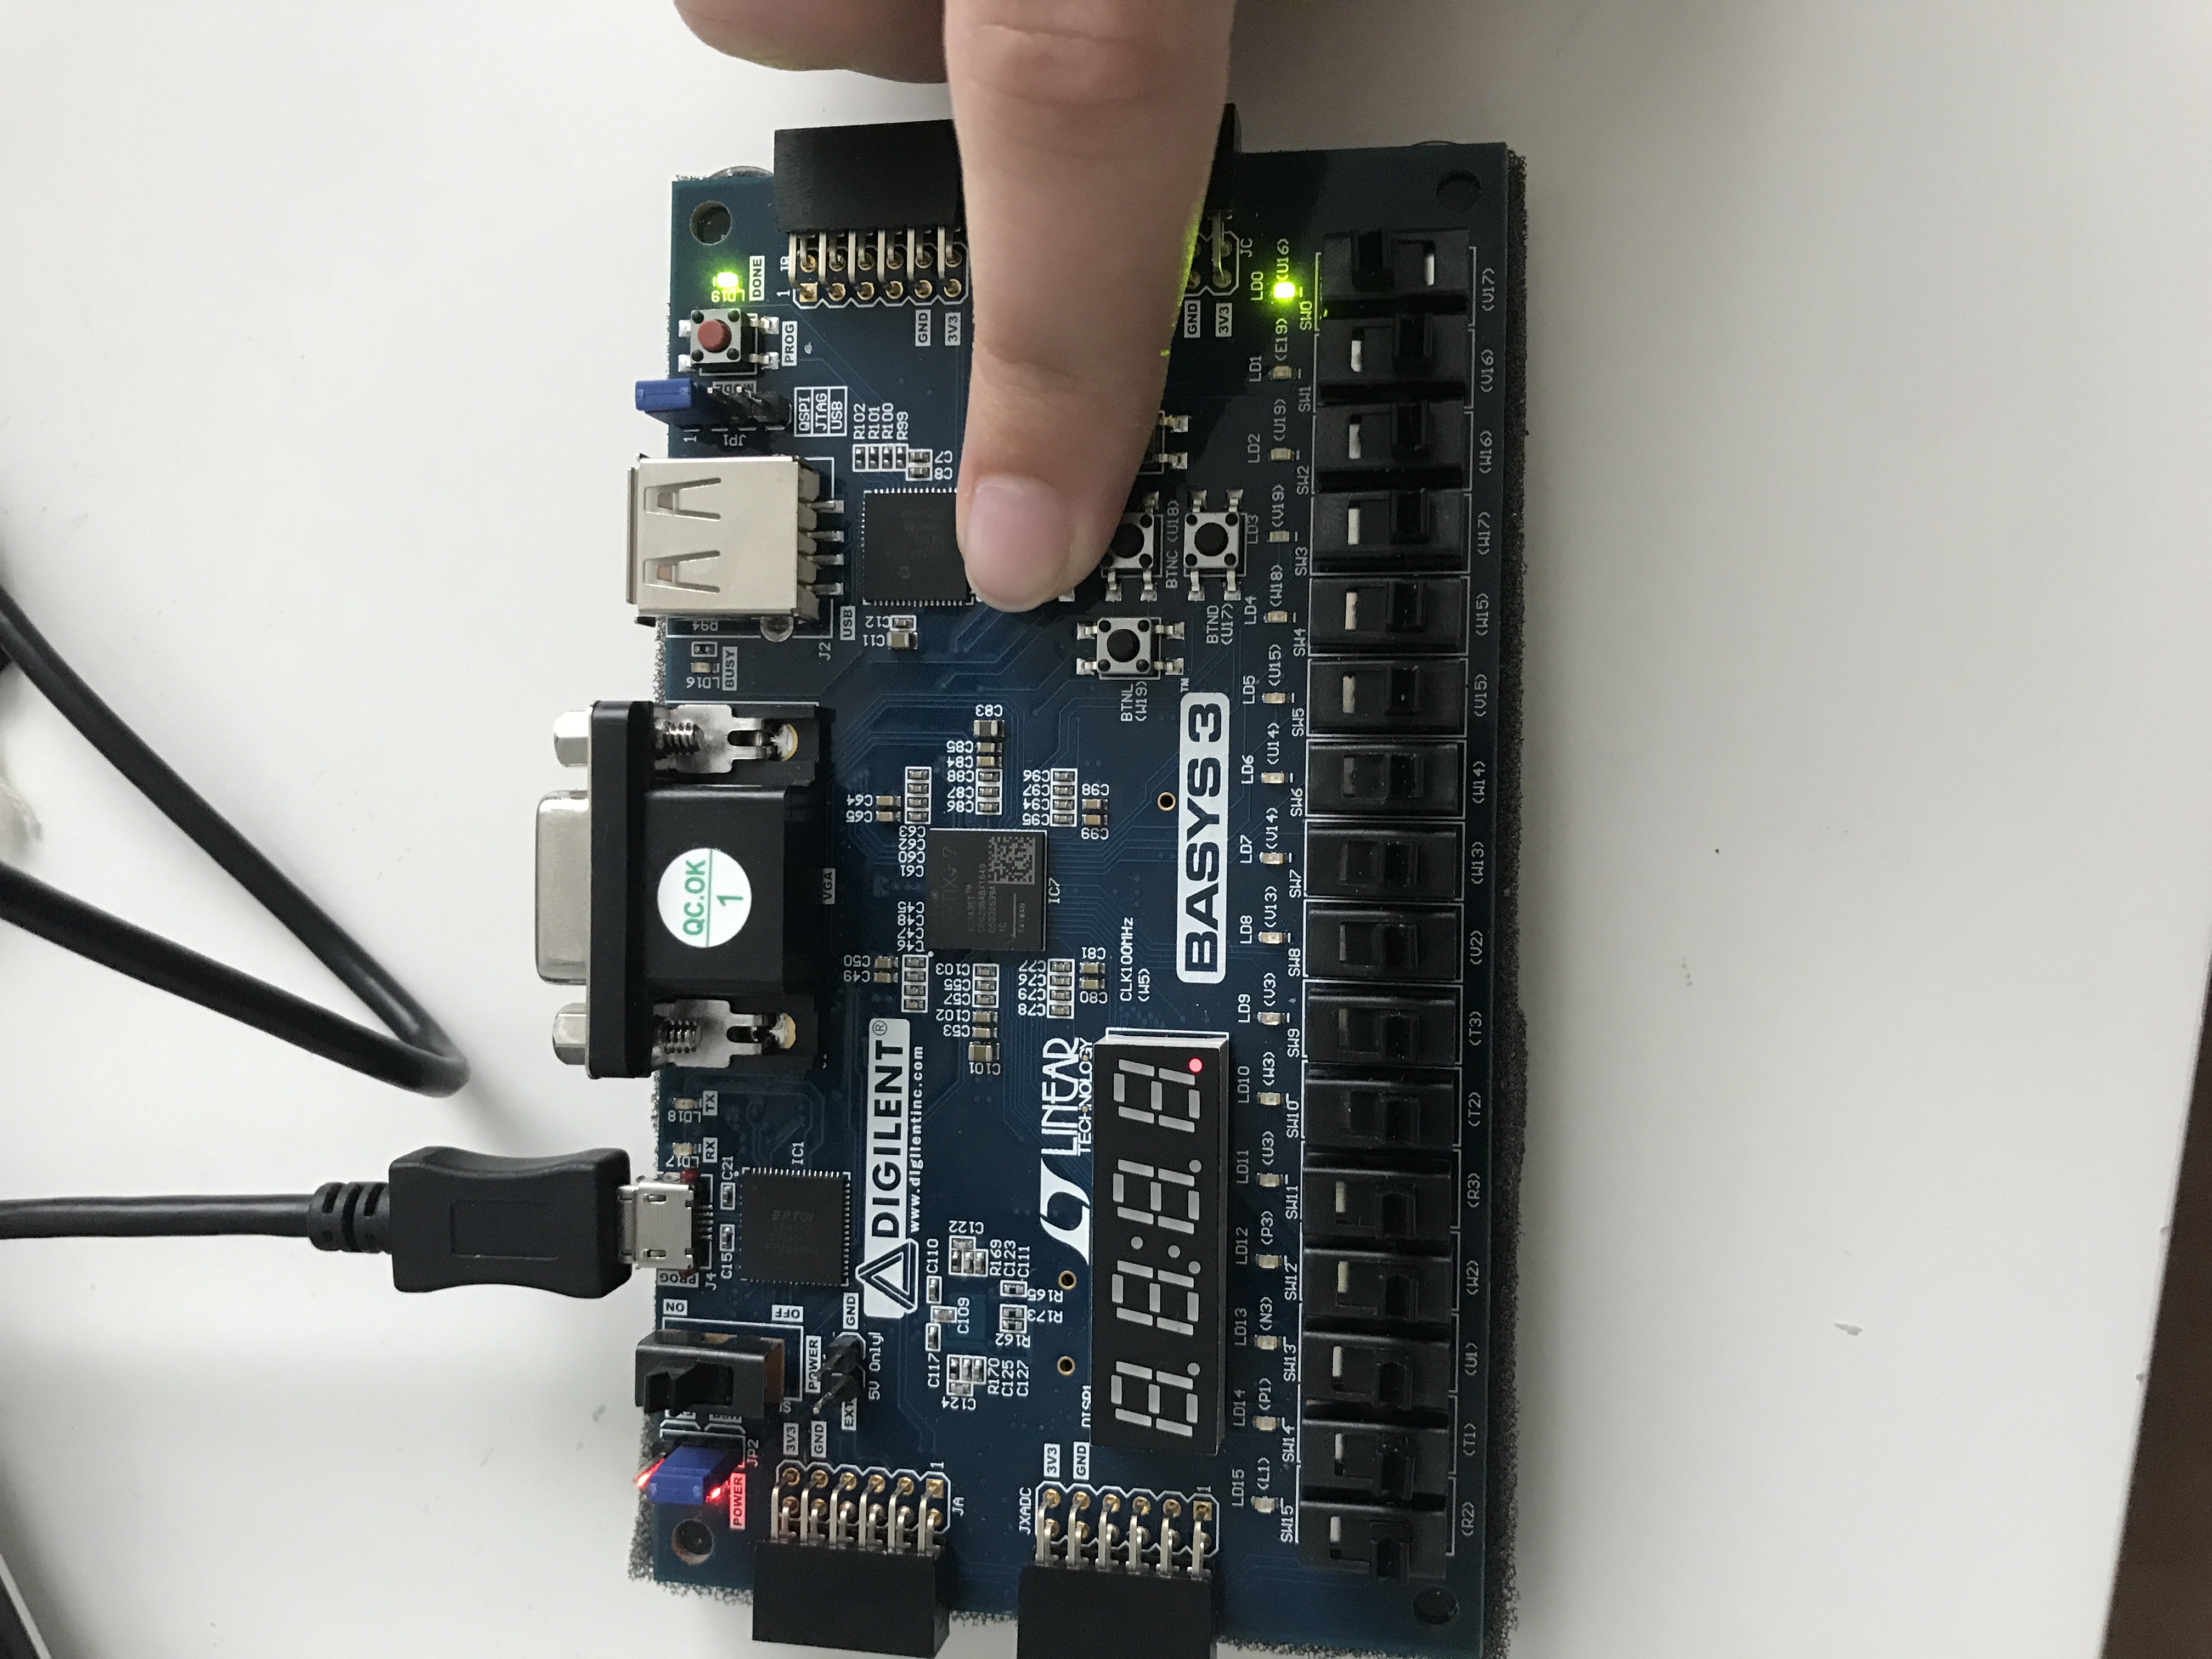 QC.OK
1
ON
PROG
J4
LD17
LD18
RX
TX
LD16
BUSY
R94
1
JP1
LD19
DONE
POWER
JP2
C15
C21
IC1
OFF
POWER
EXT
GND
5V Only!
3V3
GND
1
JA
VGA
J2
USB
PROG
QSPI
JTAG
USB
1
GND
3V3
DIGILENT®
www.digilentinc.com
C49
C50
C65
C64
C46
C47
C48
C45
C61
C60
C62
C63
C11
C12
R102
R101
R100
R99
C8
C7
C117
C110
C109
C124
C122
R170
C125
C127
R169
C123
C111
R162
R173
R165
C101
C53
C102
C57
C55
C103
C86
C87
C88
C84
C85
C83
TAIWAN
IC7
C78
C79
C76
C77
C95
C94
C97
C96
C80
C81
C99
C98
JXADC
3V3
GND
1
LINEAR
TECHNOLOGY
DISP1
CLK100MHz
(W5)
BTNL
(W19)
BTNC (U18)
BTND
(U17)
BASYS 3™
GND
3V3
JC
LD15 LD14 LD13 LD12 LD11 LD10 LD9 LD8 LD7 LD6 LD5 LD4 LD3 LD2 LD1 LD0
(L1) (P1) (N3) (P3) (U3) (W3) (V3) (V13) (V14) (U14) (U15) (W18) (V19) (U19) (E19) (U16)
SW15 SW14 SW13 SW12 SW11 SW10 SW9 SW8 SW7 SW6 SW5 SW4 SW3 SW2 SW1 SW0
(R2) (T1) (U1) (W2) (R3) (T2) (T3) (V2) (W13) (W14) (V15) (W15) (W17) (W16) (V16) (V17)